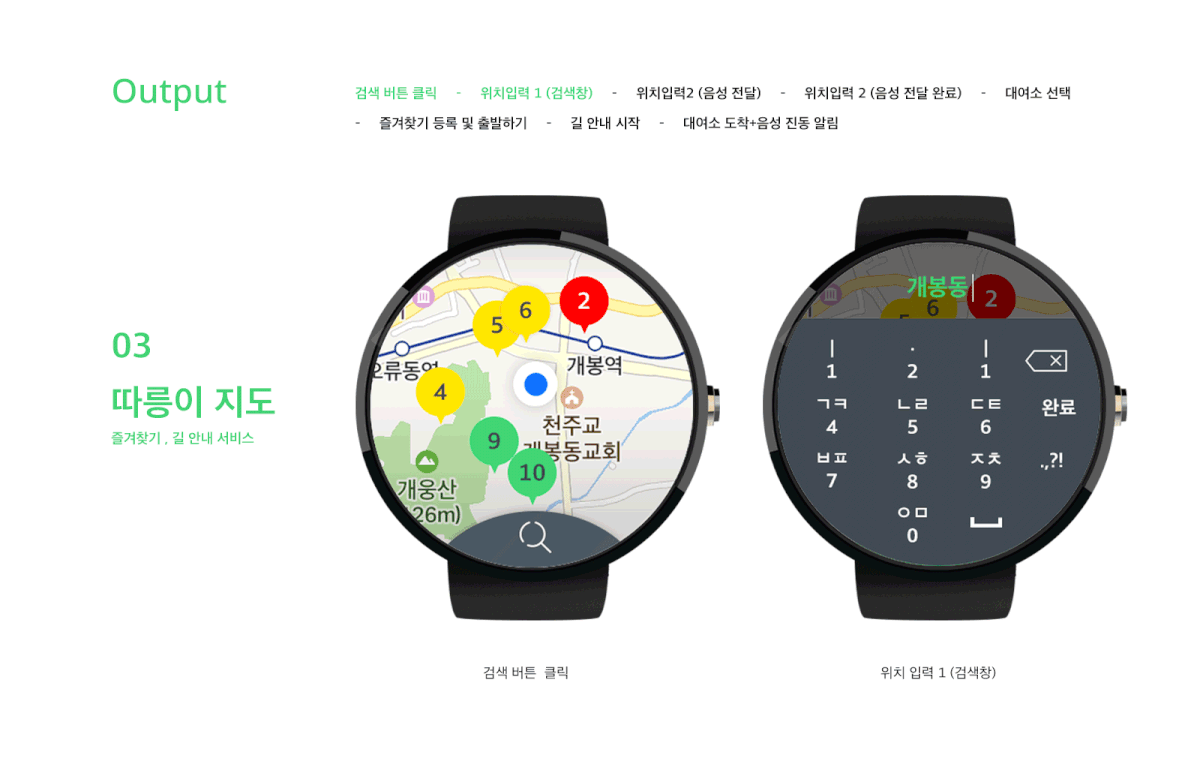 Output
검색 버튼 클릭 - 위치입력 1 (검색창) - 위치입력2 (음성 전달) - 위치입력 2 (음성 전달 완료) - 대여소 선택
- 즐겨찾기 등록 및 출발하기 - 길 안내 시작 - 대여소 도착+음성 진동 알림
03
따릉이 지도
즐겨찾기 , 길 안내 서비스
2
6
5
개봉역
오류동역
4
천주교
개봉동교회
9
10
개웅산
126m)
개봉동
2
6
5
ㅣ · ㅣ
1 2 1
ㄱㅋ ㄴㄹ ㄷㅌ 완료
4 5 6
ㅂㅍ ㅅㅎ ㅈㅊ .,?!
7 8 9
ㅇㅁ
0
검색 버튼 클릭
위치 입력 1 (검색창)